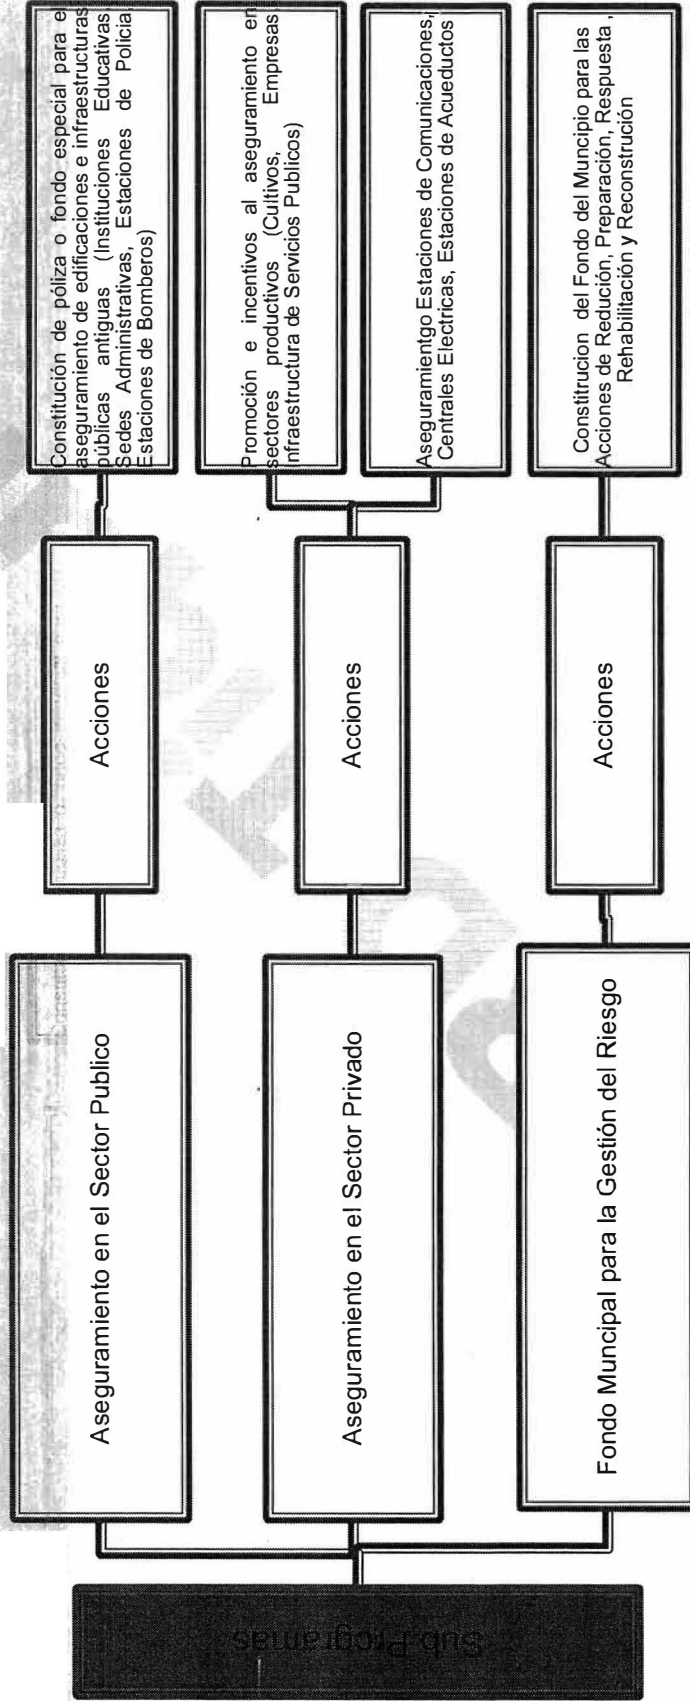 Sub Programas
Aseguramiento en el Sector Publico
Acciones
Constitución de póliza o fondo especial para e
aseguramiento de edificaciones e infraestructuras
públicas antiguas (Instituciones Educativas,
Sedes Administrativas, Estaciones de Policia,
Estaciones de Bomberos)
Aseguramiento en el Sector Privado
Acciones
Promoción e incentivos al aseguramiento en
sectores productivos (Cultivos, Empresas,
Infraestructura de Servicios Publicos)
Aseguramientgo Estaciones de Comunicaciones,
Centrales Electricas, Estaciones de Acueductos
Fondo Muncipal para la Gestión del Riesgo
Acciones
Constitrucion del Fondo del Muncipio para las
Acciones de Redución, Preparación, Respuesta ,
Rehabilitación y Reconstrución